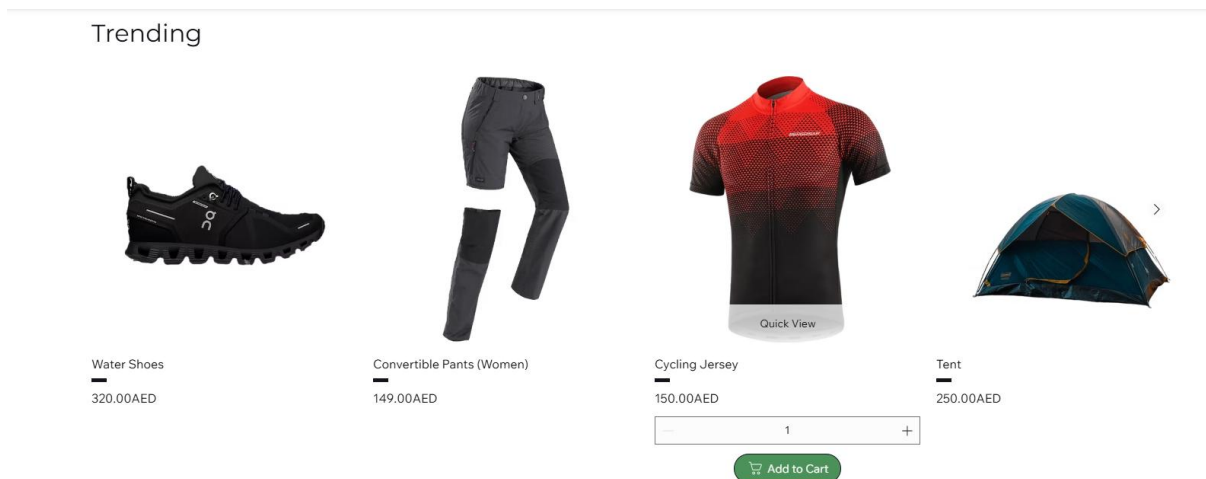 Trending
Quick View
Water Shoes
320.00AED
Convertible Pants (Women)
149.00AED
Cycling Jersey
150.00AED
1
Add to Cart
Tent
250.00AED